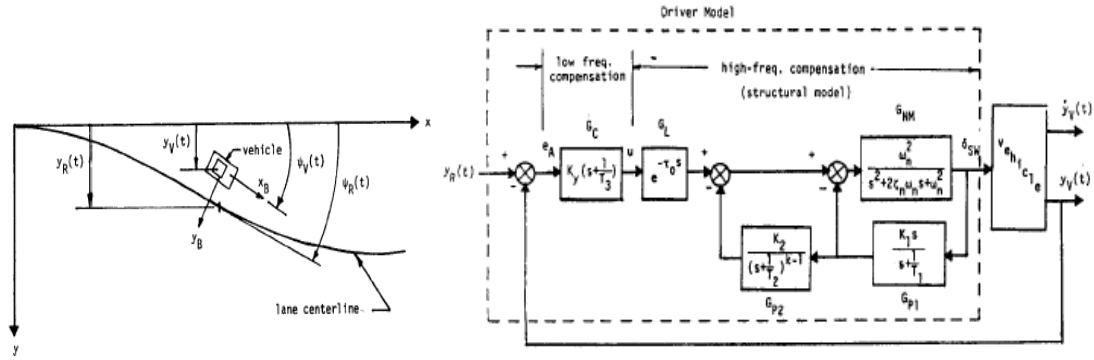 x
y_R(t)
y_V(t)
vehicle
ψ_V(t)
ψ_R(t)
x_B
y_B
lane centerline
y
Driver Model
low freq.
compensation
high-freq. compensation
(structural model)
G_C
G_L
G_NM
y_R(t)
+
-
e_A
K_y(s+1/T_3)
u
e^-τ_0 s
+
-
+
-
ω_n^2
s^2+2ζ_nω_n s+ω_n^2
δ_SW
vehicle
ẏ_V(t)
y_V(t)
K_2
(s+1/T_2)^k-1
G_P2
K_1 s
s+1/T_1
G_P1